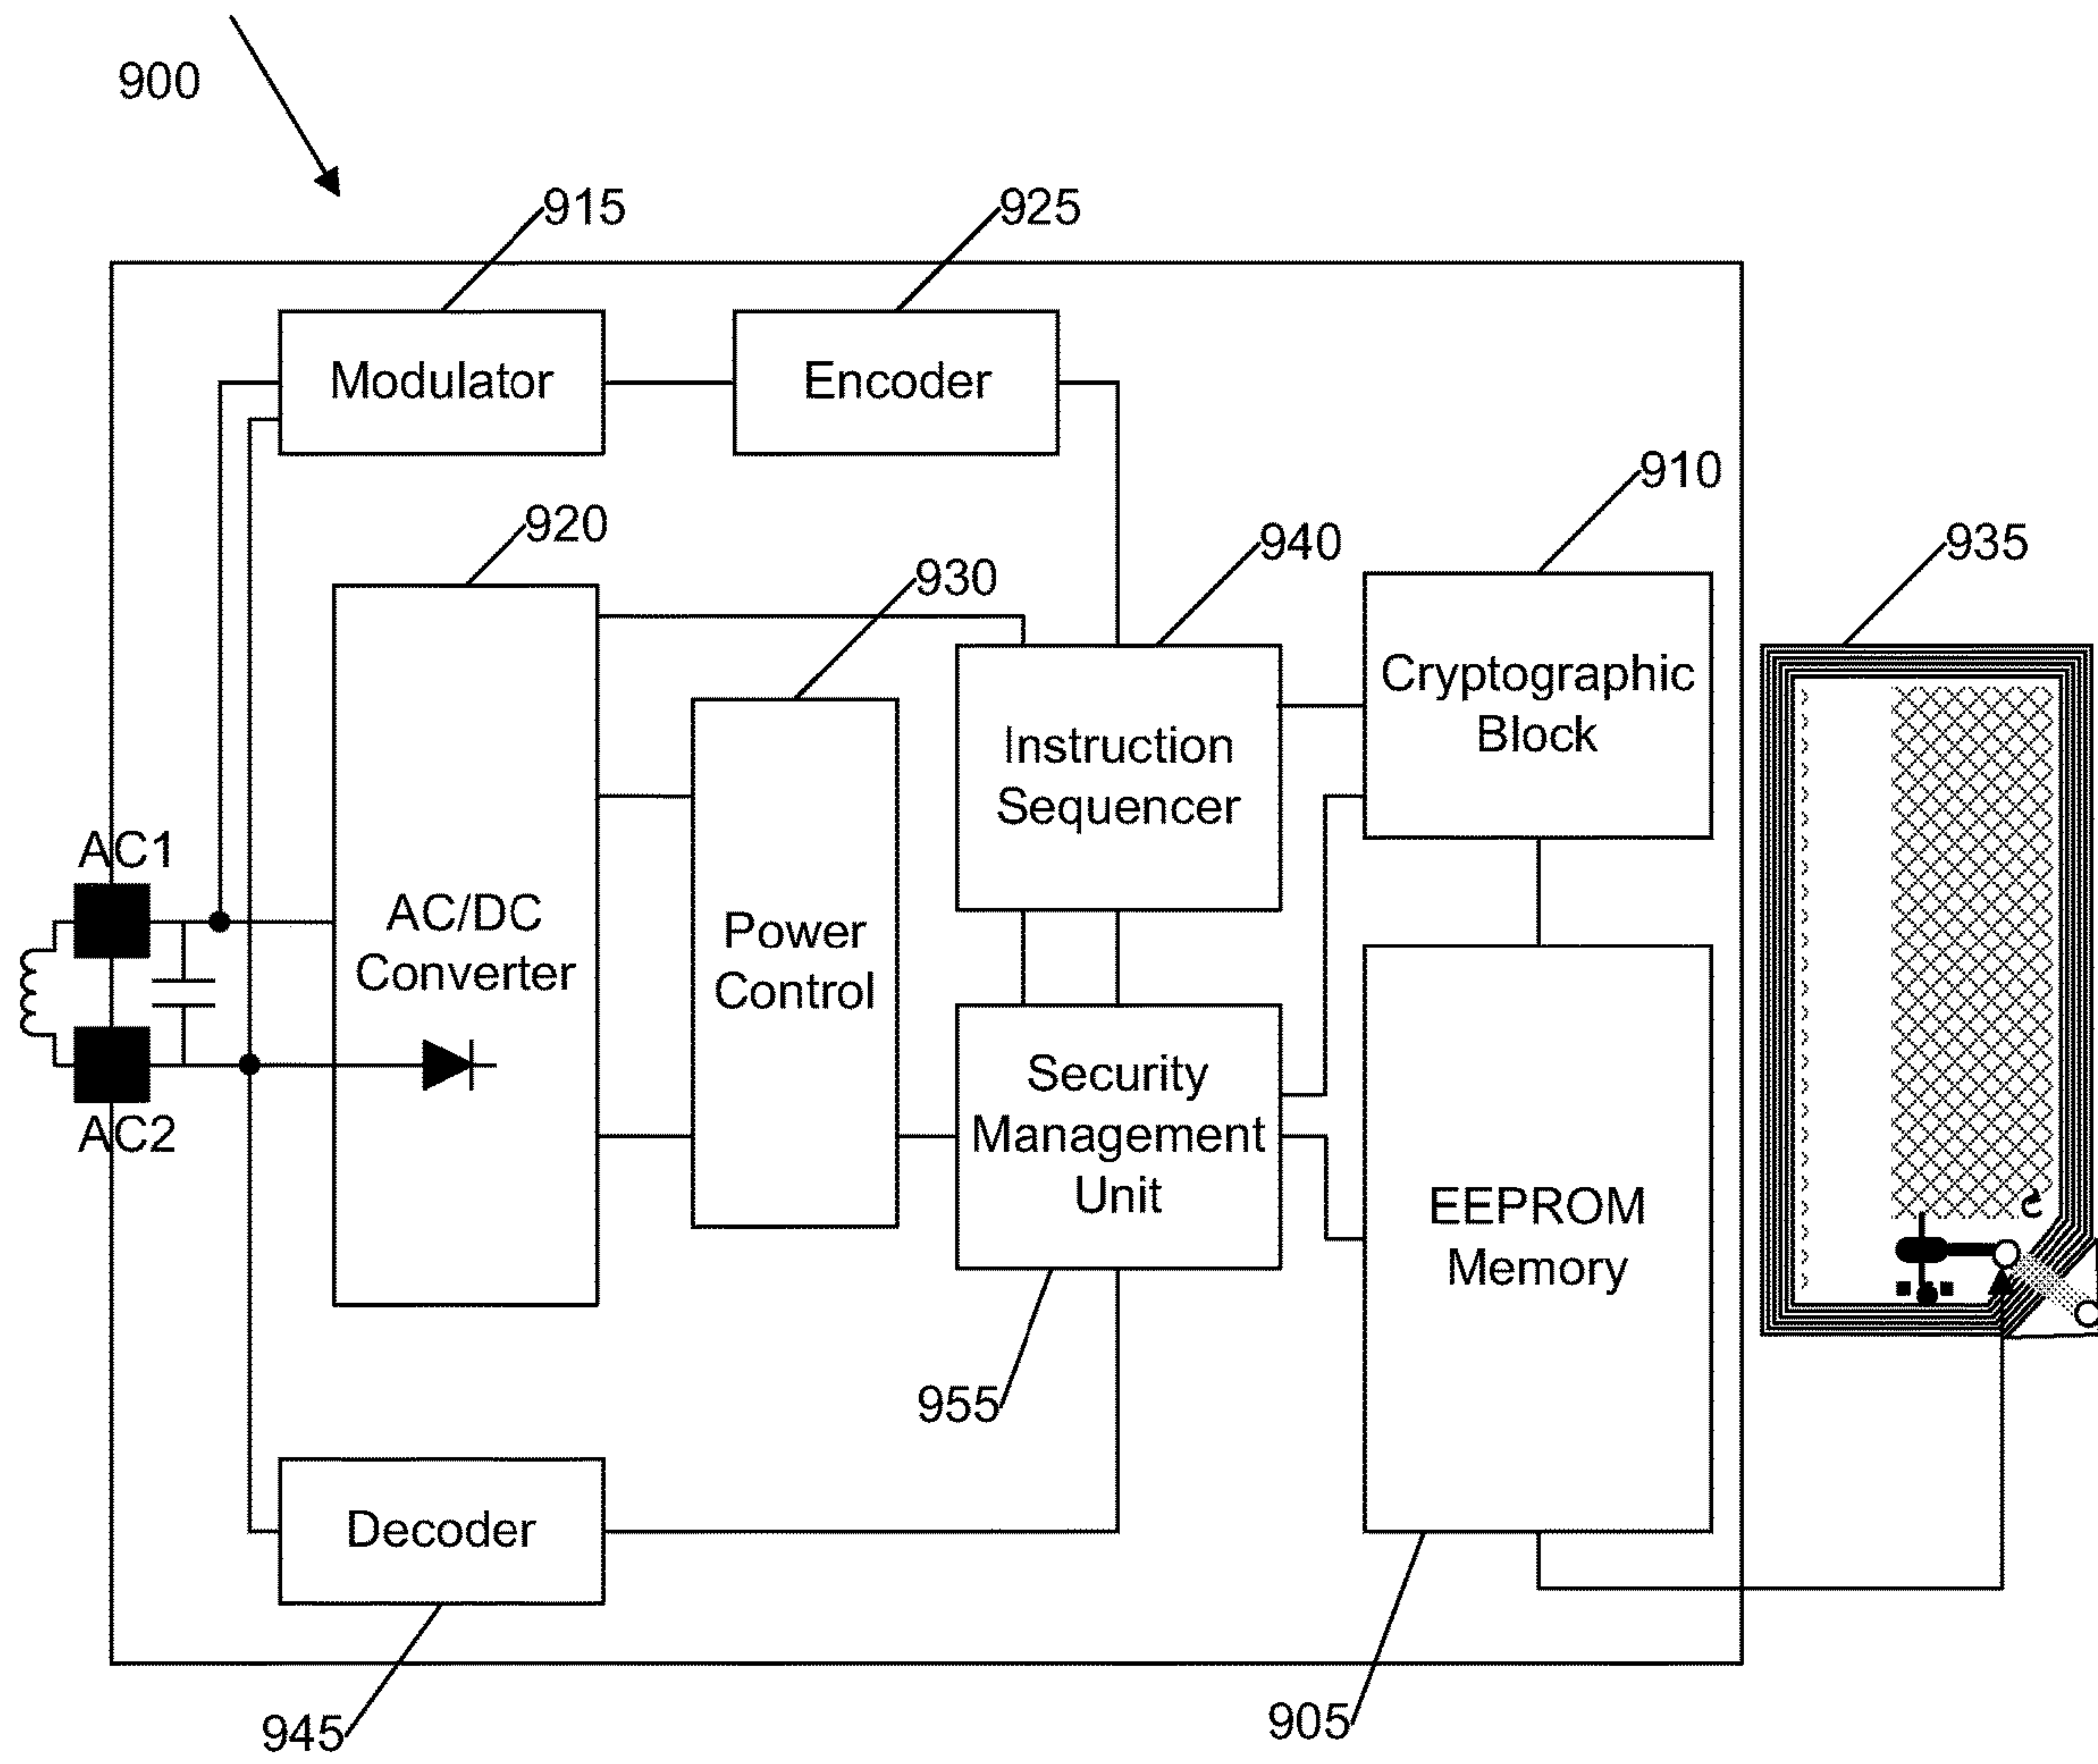 900
915
925
Modulator
Encoder
910
920
940
935
930
Cryptographic
Block
Instruction
Sequencer
AC1
AC/DC
Converter
Power
Control
AC2
Security
Management
Unit
EEPROM
Memory
955
Decoder
945
905